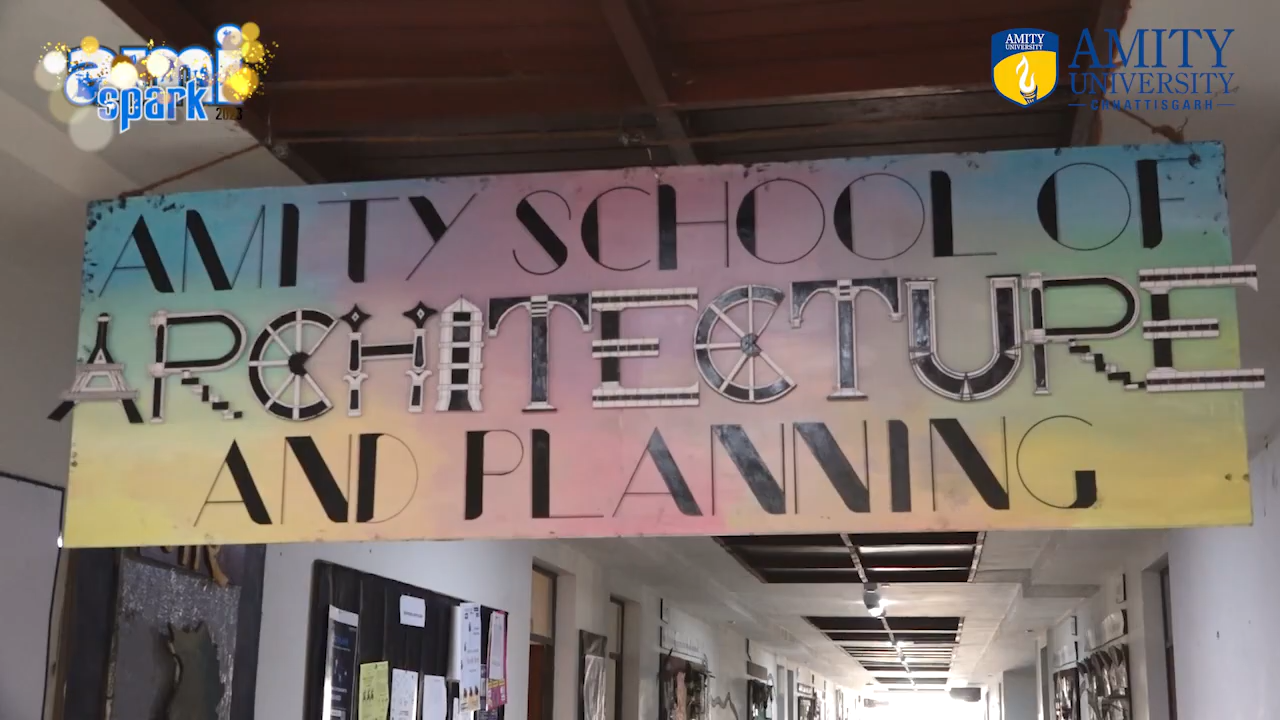 ami
spark
2023
AMITY
UNIVERSITY
AMITY
UNIVERSITY
CHHATTISGARH
AMITY SCHOOL OF
ARCHITECTURE
AND PLANNING